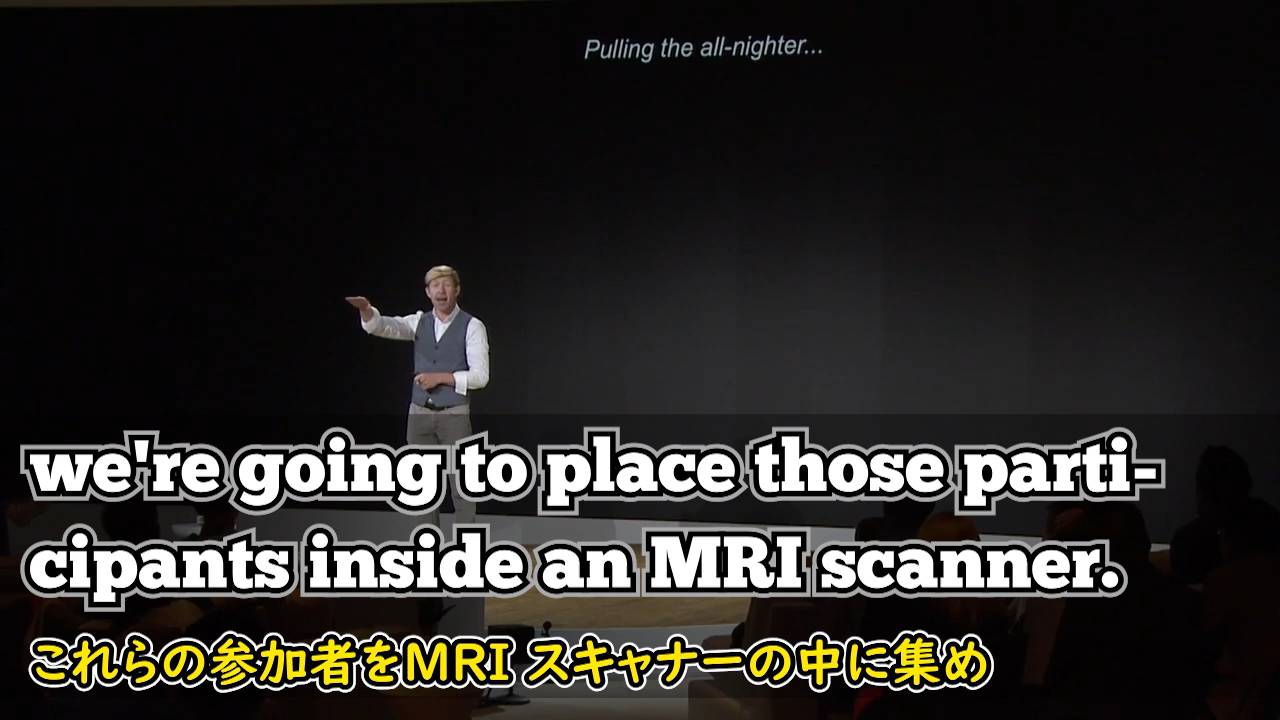 Pulling the all-nighter...
we're going to place those parti-
cipants inside an MRI scanner.
これらの参加者をMRI スキャナーの中に集め